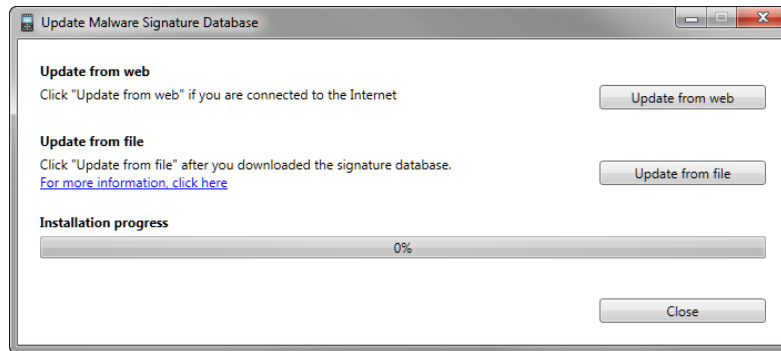 Update Malware Signature Database
Update from web
Click "Update from web" if you are connected to the Internet
Update from web
Update from file
Click "Update from file" after you downloaded the signature database.
For more information, click here
Update from file
Installation progress
0%
Close